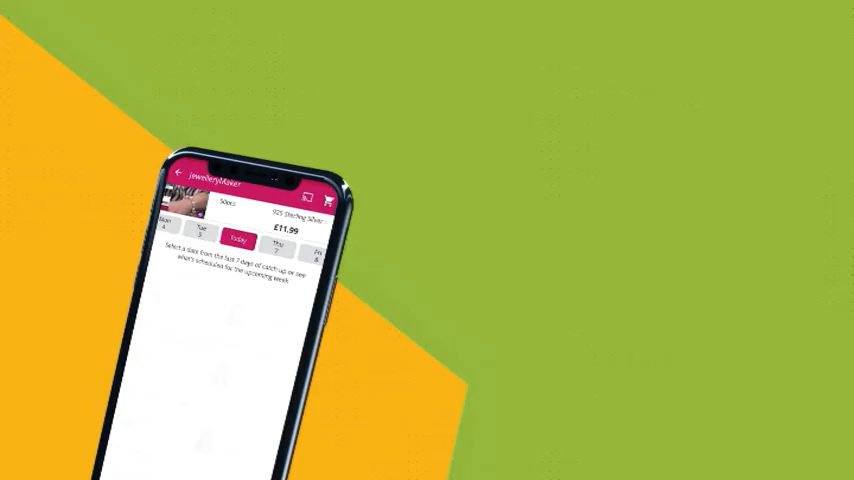 jewelleryMaker
50pcs
925 Sterling Silver
£11.99
Mon
4
Tue
5
Today
Thu
7
Fri
8
Select a date from the last 7 days of catch up or see
what's scheduled for the upcoming week